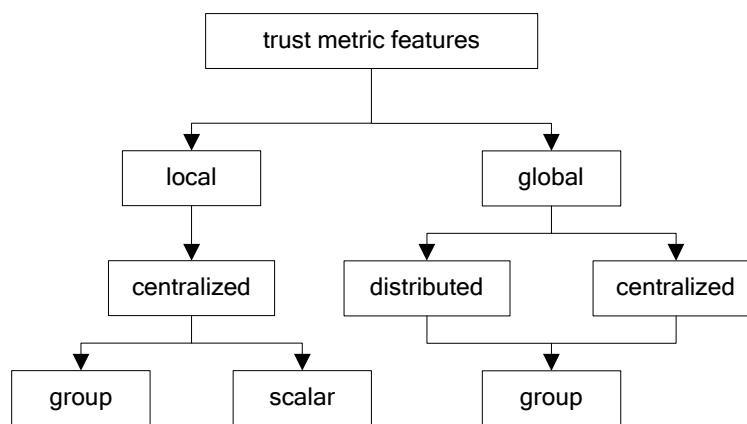 trust metric features
local
global
centralized
distributed
centralized
group
scalar
group